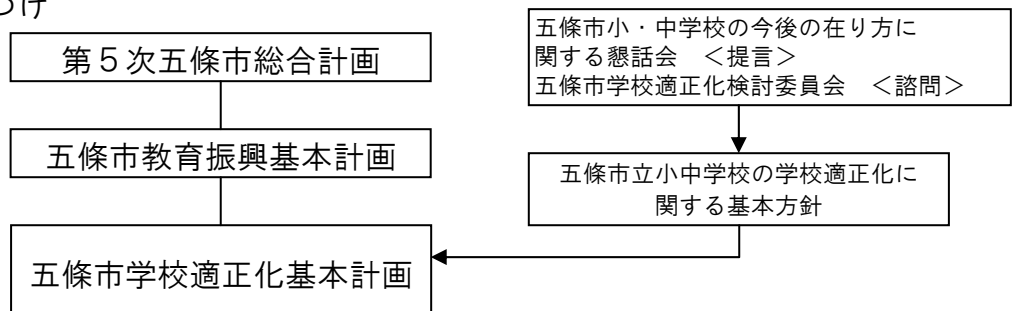 づけ
第５次五條市総合計画
五條市教育振興基本計画
五條市学校適正化基本計画
五條市小・中学校の今後の在り方に
関する懇話会　＜提言＞
五條市学校適正化検討委員会　＜諮問＞
五條市立小中学校の学校適正化に
関する基本方針